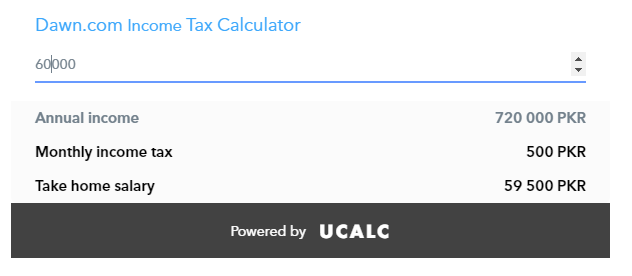 Dawn.com Income Tax Calculator
60000
Annual income 720 000 PKR
Monthly income tax 500 PKR
Take home salary 59 500 PKR
Powered by UCALC